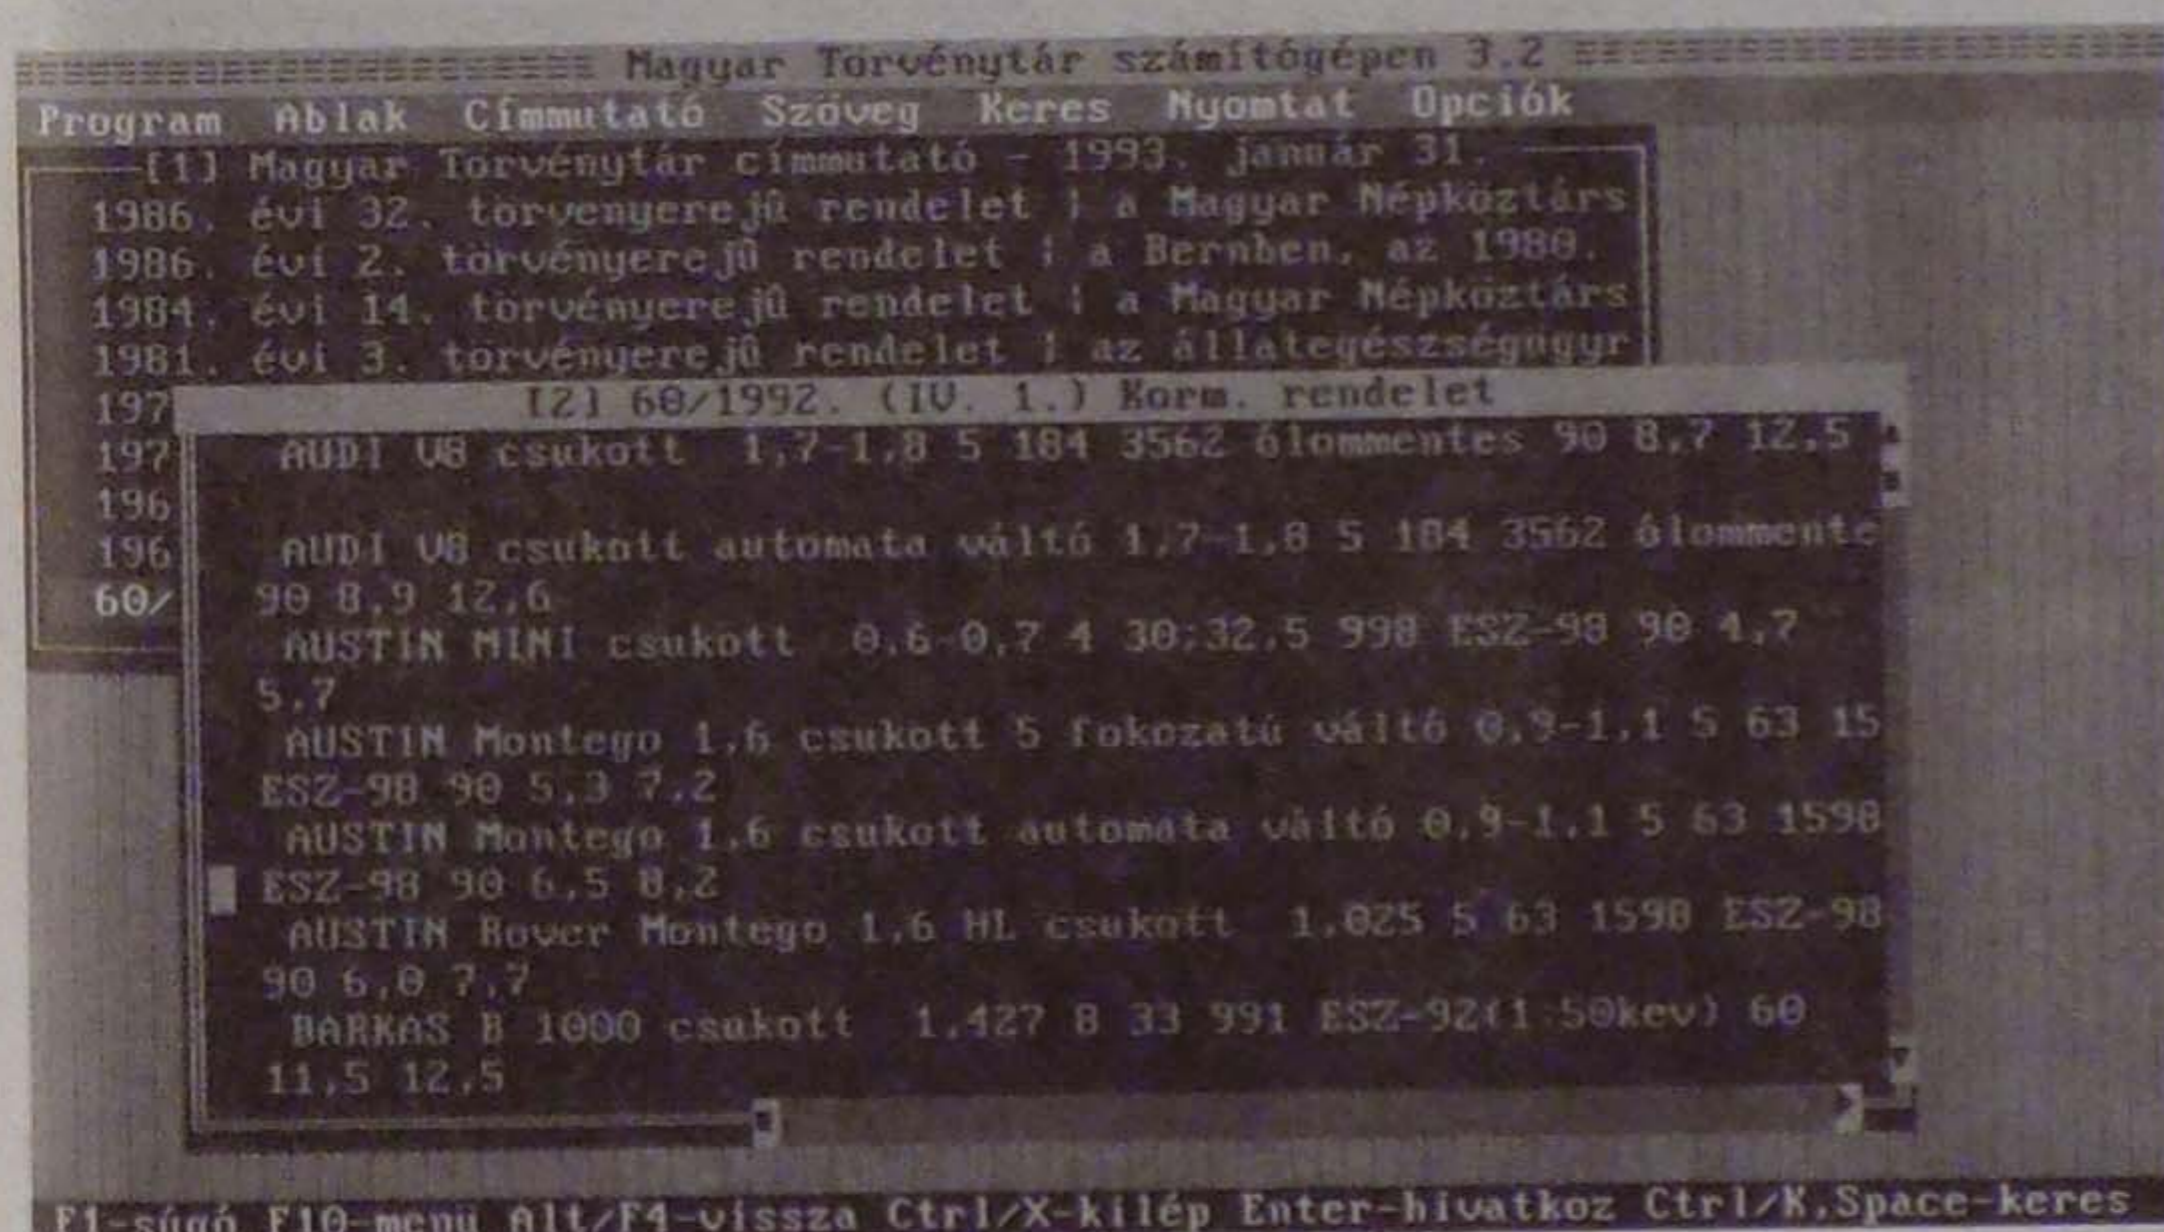 Magyar Törvénytár számítógépen 3.2
Program Ablak Címmutató Szöveg Keres Nyomtat Opciók
[1] Magyar Törvénytár címmutató - 1993. január 31.
1986. évi 32. törvenyerejû rendelet ¦ a Magyar Népköztárs
1986. évi 2. törvényerejû rendelet ¦ a Bernben, az 1980.
1984. évi 14. törvényerejû rendelet ¦ a Magyar Népköztárs
1981. évi 3. törvényerejû rendelet ¦ az állategészségügyr
197
[2] 60/1992. (IV. 1.) Korm. rendelet
197
AUDI V8 csukott 1,7-1,8 5 184 3562 ólommentes 90 8,7 12,5
196
196
AUDI V8 csukott automata váltó 1,7-1,8 5 184 3562 ólommente
60/
90 8,9 12,6
AUSTIN MINI csukott 0,6-0,7 4 30;32,5 998 ESZ-98 90 4,7
5,7
AUSTIN Montego 1,6 csukott 5 fokozatú váltó 0,9-1,1 5 63 15
ESZ-98 90 5,3 7,2
AUSTIN Montego 1,6 csukott automata váltó 0,9-1,1 5 63 1598
ESZ-98 90 6,5 8,2
AUSTIN Rover Montego 1,6 HL csukott 1,025 5 63 1598 ESZ-98
90 6,0 7,7
BARKAS B 1000 csukott 1,427 8 33 991 ESZ-92(1:50kev) 60
11,5 12,5
F1-súgó F10-menü Alt/F4-vissza Ctrl/X-kilép Enter-hivatkoz Ctrl/K,Space-keres